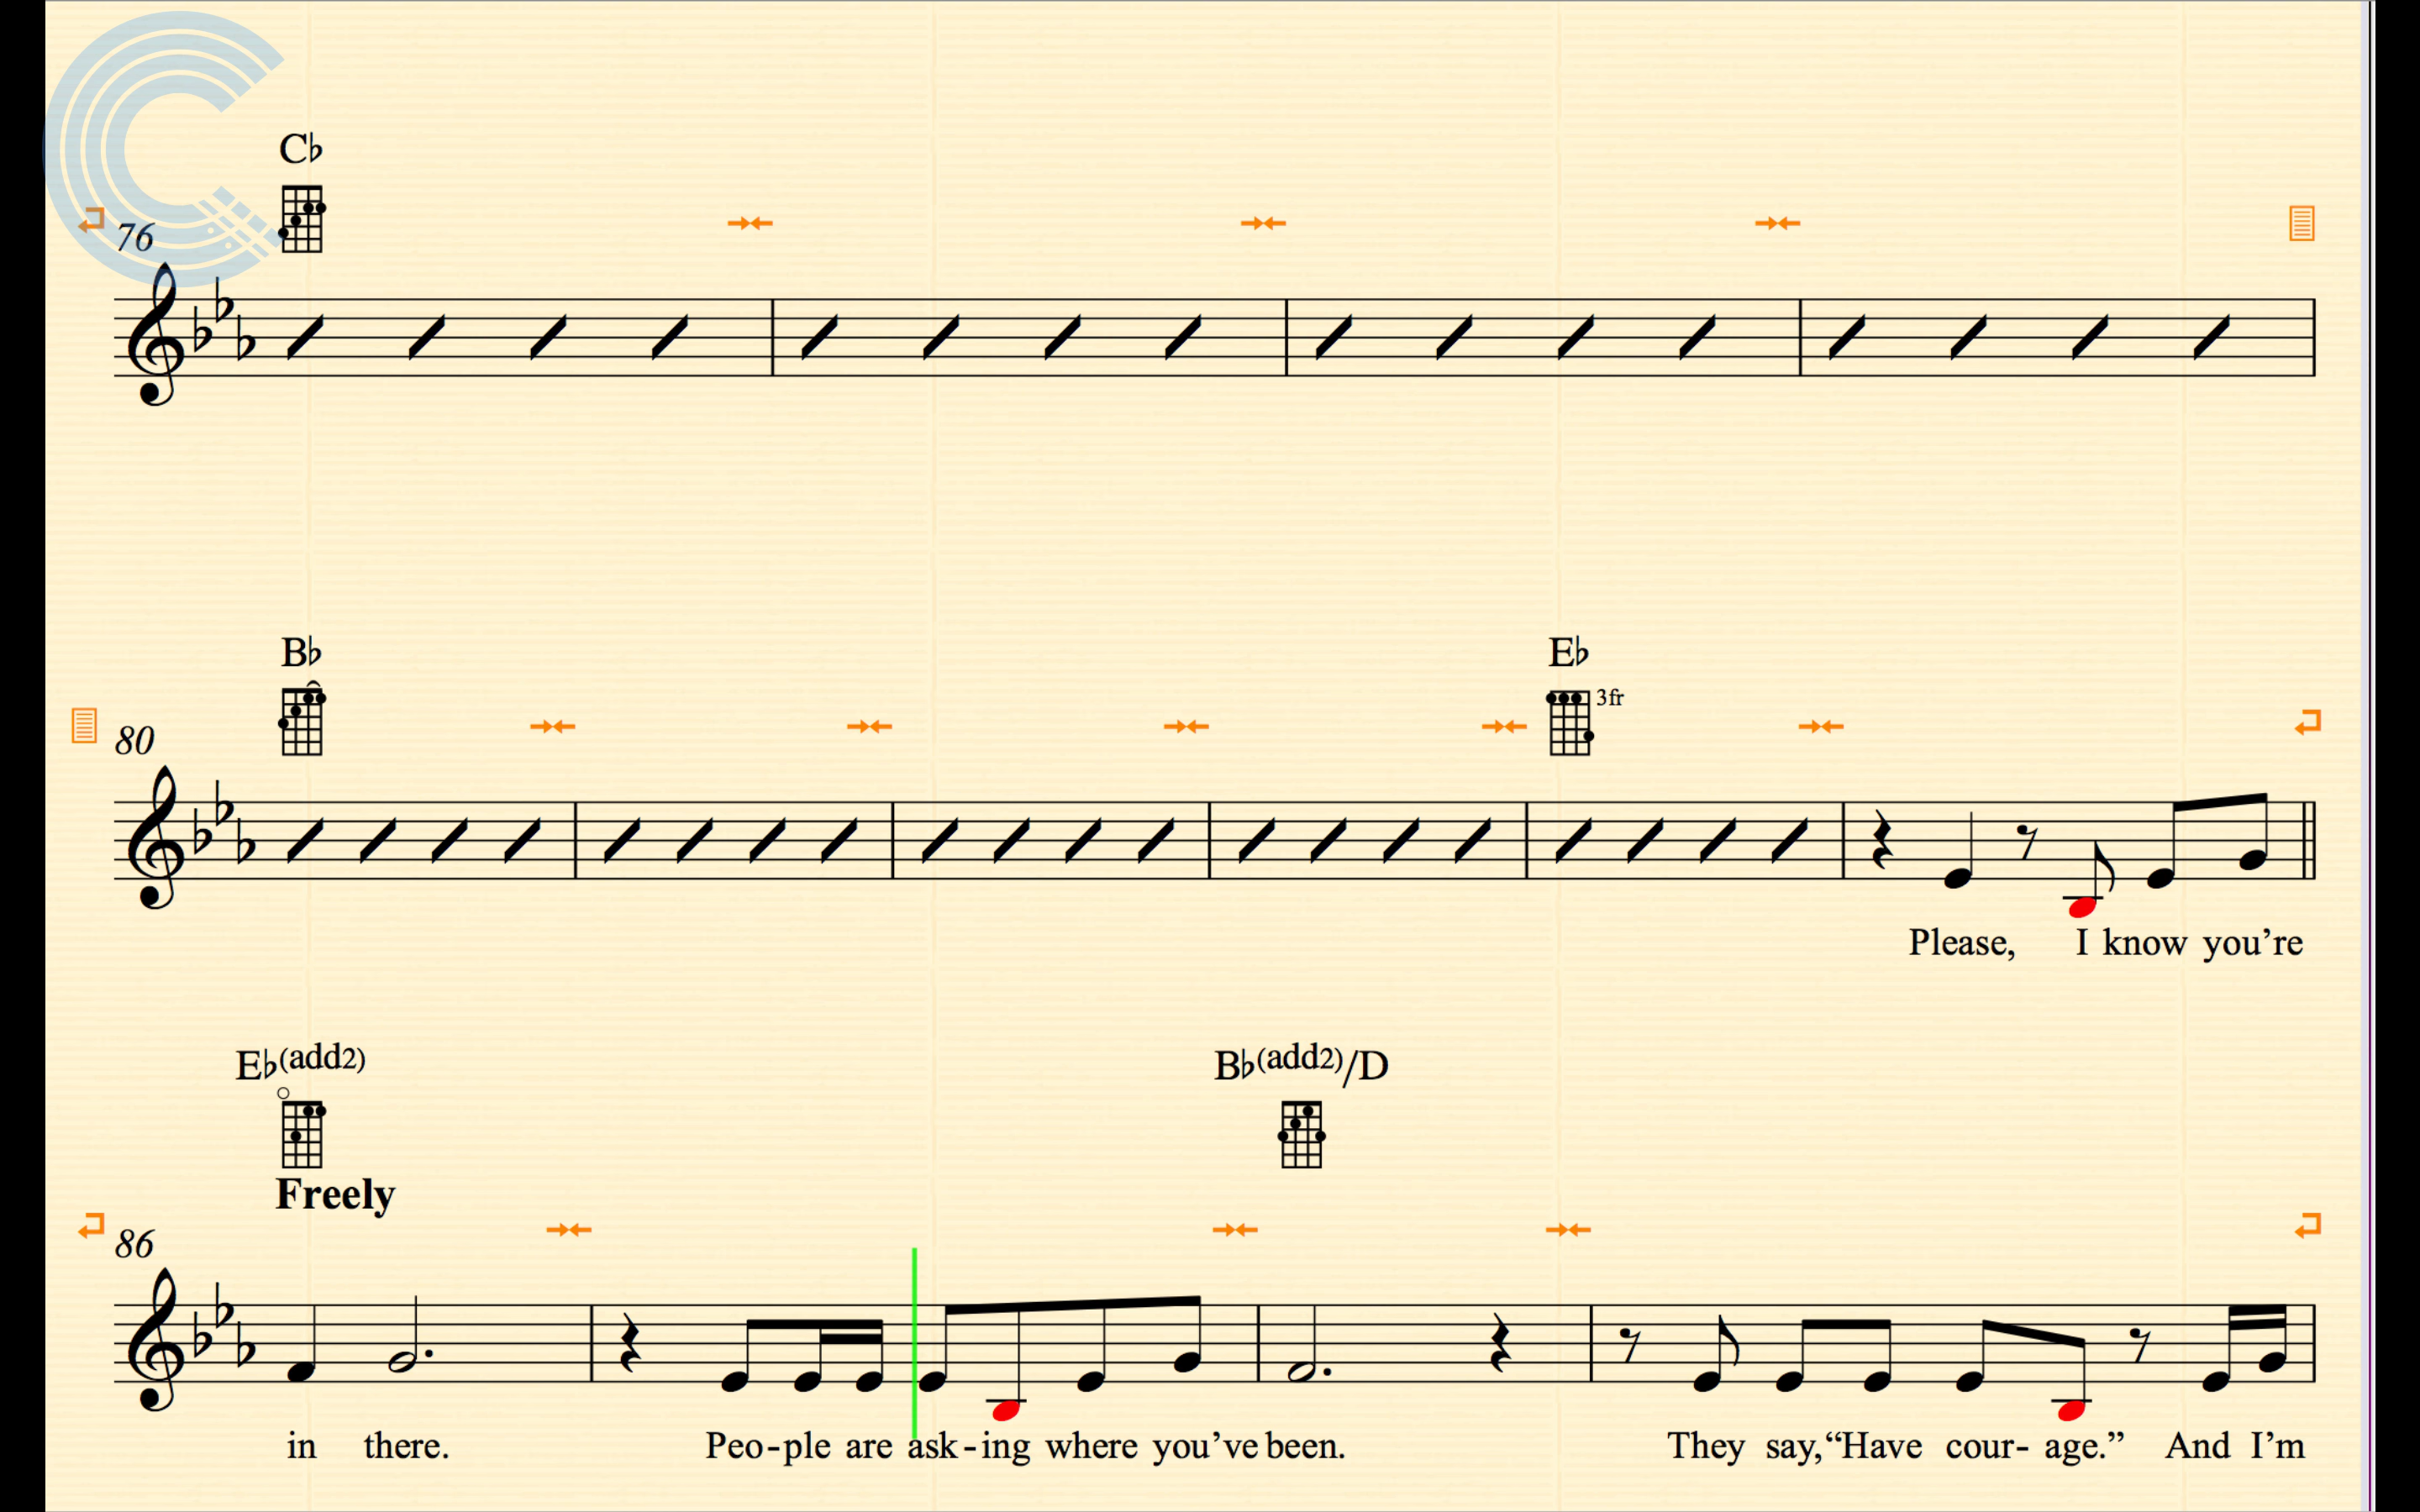 C♭
76
B♭
E♭
3fr
80
Please, I know you're
E♭(add2)
B♭(add2)/D
Freely
86
in there. Peo-ple are ask-ing where you've been. They say, “Have cour- age.” And I'm